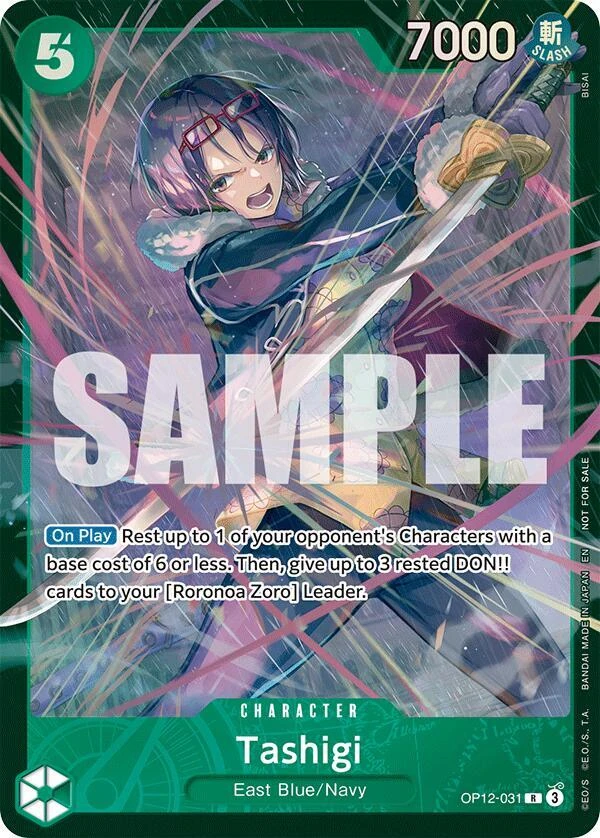 5
7000
斬
SLASH
BISAI
SAMPLE
On Play Rest up to 1 of your opponent's Characters with a
base cost of 6 or less. Then, give up to 3 rested DON!!
cards to your [Roronoa Zoro] Leader.
CHARACTER
Tashigi
East Blue/Navy
OP12-031 R 3
©E.O/S ©E.O./S., T.A. BANDAI MADE IN JAPAN EN NOT FOR SALE